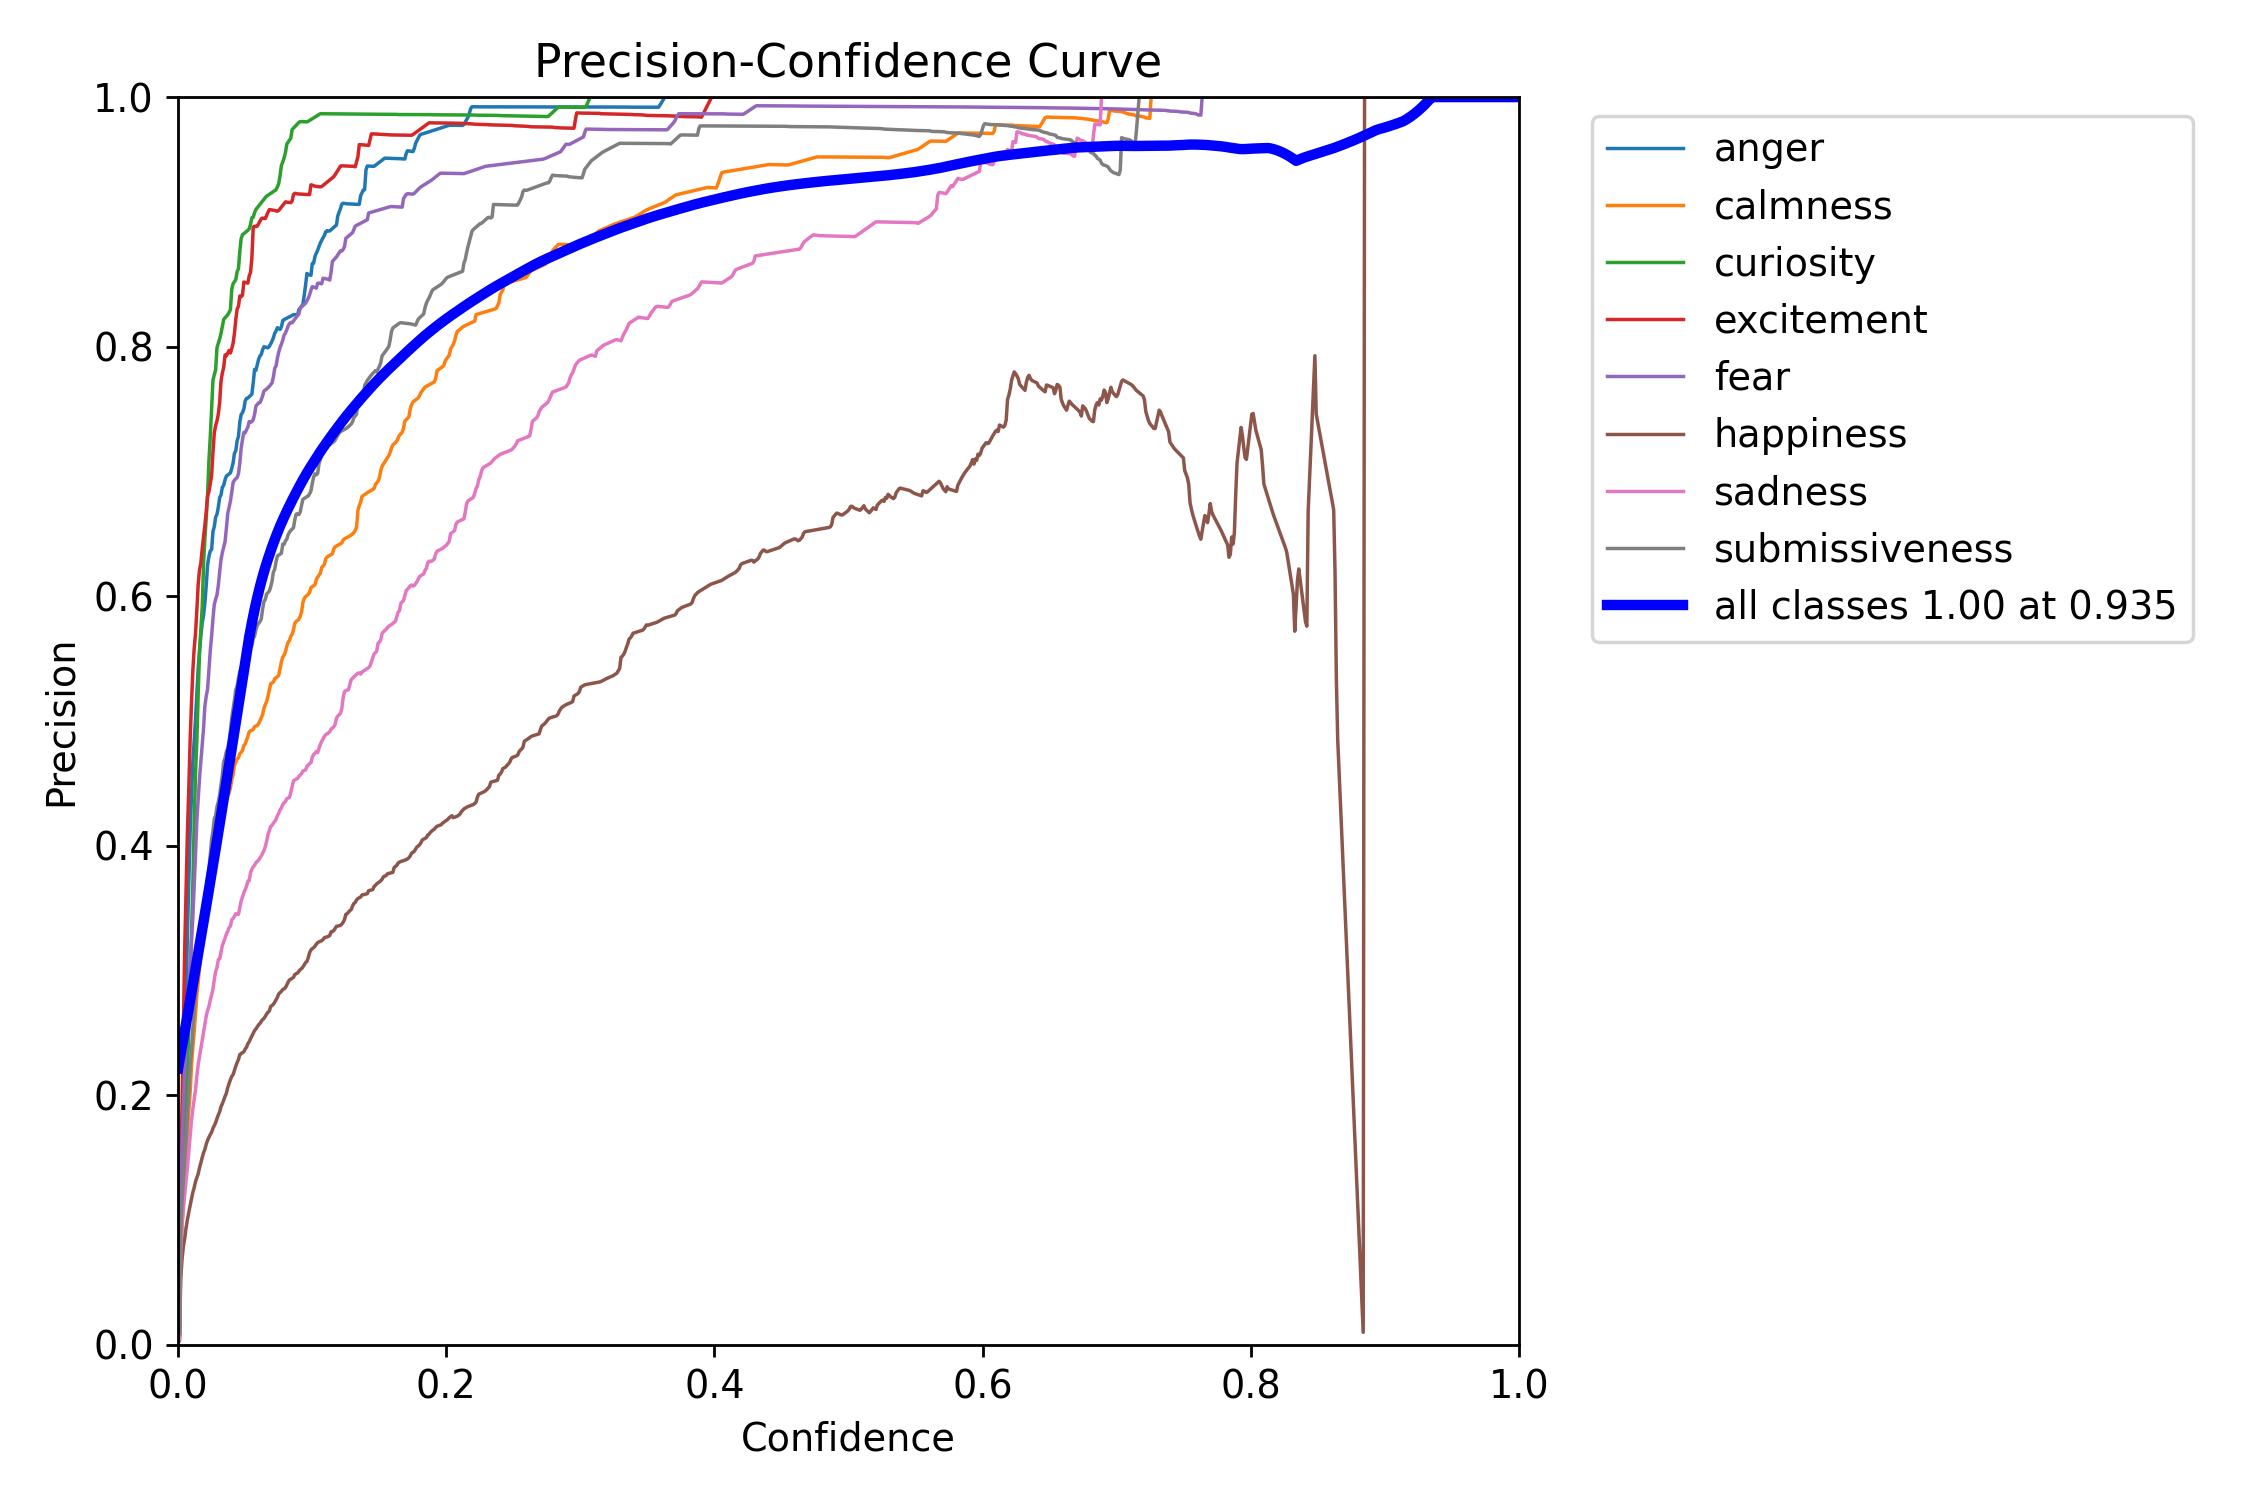 Precision-Confidence Curve
1.0
0.8
0.6
0.4
0.2
0.0
Precision
0.0 0.2 0.4 0.6 0.8 1.0
Confidence
anger
calmness
curiosity
excitement
fear
happiness
sadness
submissiveness
all classes 1.00 at 0.935